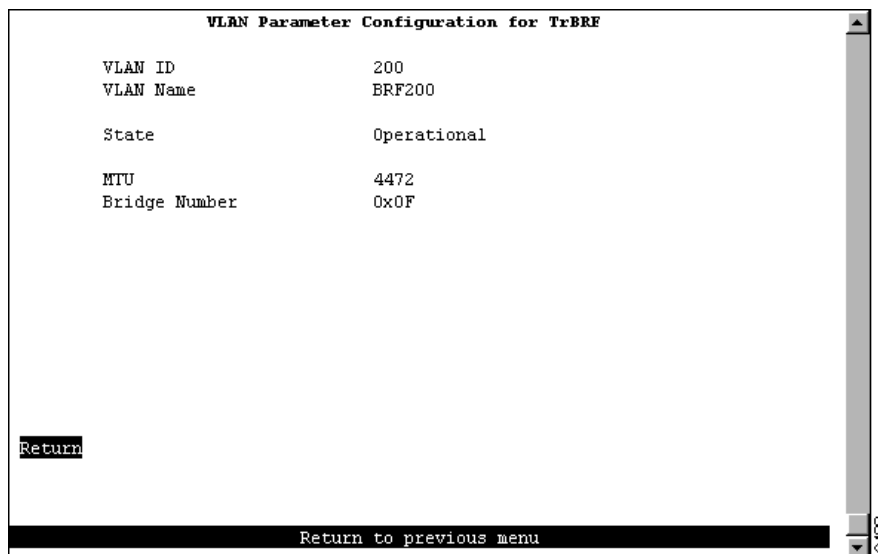 VLAN Parameter Configuration for TrBRF
VLAN ID 200
VLAN Name BRF200
State Operational
MTU 4472
Bridge Number 0x0F
Return
Return to previous menu